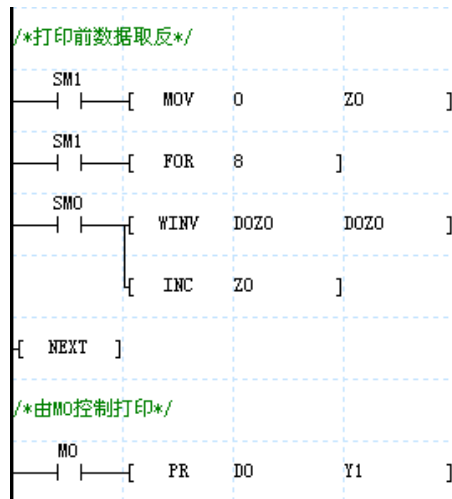 /*打印前数据取反*/
SM1
[ MOV 0 Z0 ]
SM1
[ FOR 8 ]
SM0
[ WINV D0Z0 D0Z0 ]
[ INC Z0 ]
[ NEXT ]
/*由M0控制打印*/
M0
[ PR D0 Y1 ]